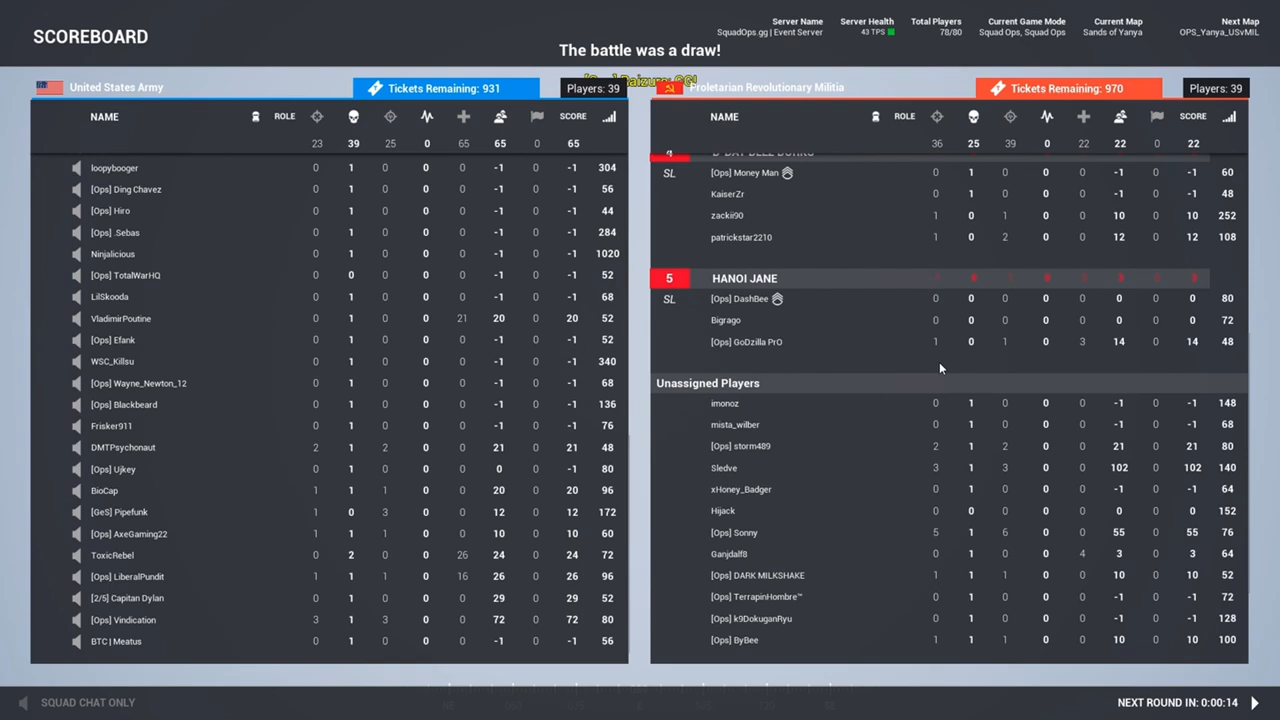 SCOREBOARD
Server Name
SquadOps.gg | Event Server
Server Health
43 TPS
Total Players
78/80
Current Game Mode
Squad Ops, Squad Ops
Current Map
Sands of Yanya
Next Map
OPS_Yanya_USvMIL
The battle was a draw!
United States Army
Tickets Remaining: 931
Players: 39
NAME ROLE SCORE
23 39 25 0 65 65 0 65
loopybooger 0 1 0 0 0 -1 0 -1 304
[Ops] Ding Chavez 0 1 0 0 0 -1 0 -1 56
[Ops] Hiro 0 1 0 0 0 -1 0 -1 44
[Ops] .Sebas 0 1 0 0 0 -1 0 -1 284
Ninjalicious 0 1 0 0 0 -1 0 -1 1020
[Ops] TotalWarHQ 0 0 0 0 0 -1 0 -1 52
LilSkooda 0 1 0 0 0 -1 0 -1 68
VladimirPoutine 0 1 0 0 21 20 0 20 52
[Ops] Efank 0 1 0 0 0 -1 0 -1 52
WSC_Killsu 0 1 0 0 0 -1 0 -1 340
[Ops] Wayne_Newton_12 0 1 0 0 0 -1 0 -1 68
[Ops] Blackbeard 0 1 0 0 0 -1 0 -1 136
Frisker911 0 1 0 0 0 -1 0 -1 76
DMTPsychonaut 2 1 2 0 0 21 0 21 48
[Ops] Ujkey 0 1 0 0 0 0 0 -1 80
BioCap 1 1 1 0 0 20 0 20 96
[GeS] Pipefunk 1 0 3 0 0 12 0 12 172
[Ops] AxeGaming22 1 1 1 0 0 10 0 10 60
ToxicRebel 0 2 0 0 26 24 0 24 72
[Ops] LiberalPundit 1 1 1 0 16 26 0 26 96
[2/5] Capitan Dylan 0 1 0 0 0 29 0 29 52
[Ops] Vindication 3 1 3 0 0 72 0 72 80
BTC | Meatus 0 1 0 0 0 -1 0 -1 56
Proletarian Revolutionary Militia
Tickets Remaining: 970
Players: 39
NAME ROLE SCORE
36 25 39 0 22 22 0 22
4
SL [Ops] Money Man 0 1 0 0 0 -1 0 -1 60
KaiserZr 0 1 0 0 0 -1 0 -1 48
zackii90 1 0 1 0 0 10 0 10 252
patrickstar2210 1 0 2 0 0 12 0 12 108
5 HANOI JANE
SL [Ops] DashBee 0 0 0 0 0 0 0 0 80
Bigrago 0 0 0 0 0 0 0 0 72
[Ops] GoDzilla PrO 1 0 1 0 3 14 0 14 48
Unassigned Players
imonoz 0 1 0 0 0 -1 0 -1 148
mista_wilber 0 1 0 0 0 -1 0 -1 68
[Ops] storm489 2 1 2 0 0 21 0 21 80
Sledve 3 1 3 0 0 102 0 102 140
xHoney_Badger 0 1 0 0 0 -1 0 -1 64
Hijack 0 0 0 0 0 0 0 0 152
[Ops] Sonny 5 1 6 0 0 55 0 55 76
Ganjdalf8 0 1 0 0 4 3 0 3 64
[Ops] DARK MILKSHAKE 1 1 1 0 0 10 0 10 52
[Ops] TerrapinHombre™ 0 1 0 0 0 -1 0 -1 72
[Ops] k9DokuganRyu 0 1 0 0 0 -1 0 -1 128
[Ops] ByBee 1 1 1 0 0 10 0 10 100
SQUAD CHAT ONLY
NEXT ROUND IN: 0:00:14